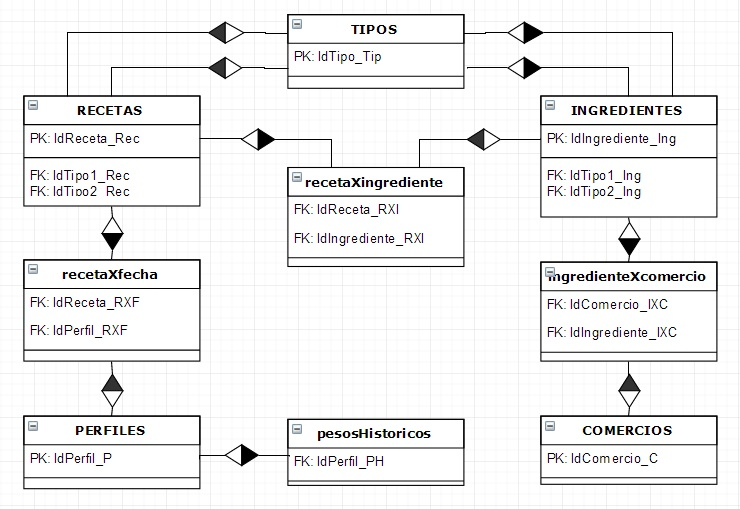 TIPOS
PK: IdTipo_Tip
RECETAS
PK: IdReceta_Rec
FK: IdTipo1_Rec
FK: IdTipo2_Rec
INGREDIENTES
PK: IdIngrediente_Ing
FK: IdTipo1_Ing
FK: IdTipo2_Ing
recetaXingrediente
FK: IdReceta_RXI
FK: IdIngrediente_RXI
recetaXfecha
FK: IdReceta_RXF
FK: IdPerfil_RXF
ingredienteXcomercio
FK: IdComercio_IXC
FK: IdIngrediente_IXC
PERFILES
PK: IdPerfil_P
pesosHistoricos
FK: IdPerfil_PH
COMERCIOS
PK: IdComercio_C